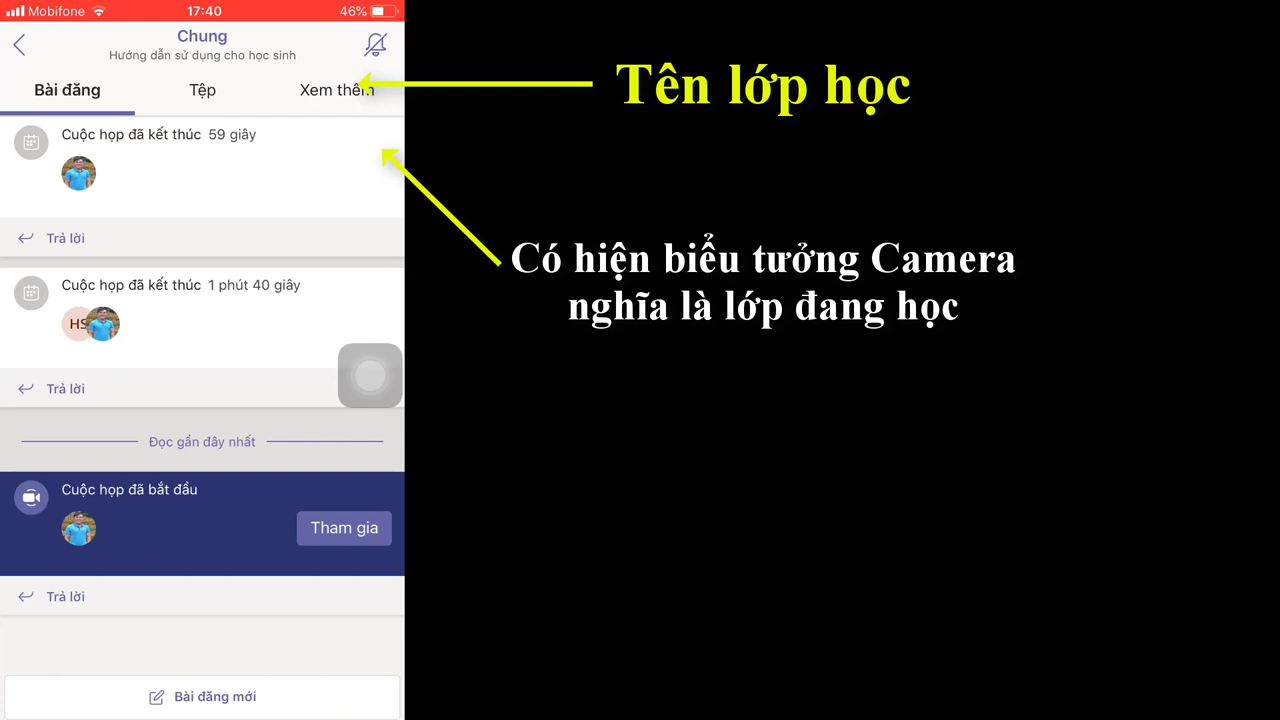 Mobifone 17:40 46%
Chung
Hướng dẫn sử dụng cho học sinh
Bài đăng Tệp Xem thêm
Tên lớp học
Cuộc họp đã kết thúc 59 giây
Trả lời
Có hiện biểu tưởng Camera
nghĩa là lớp đang học
Cuộc họp đã kết thúc 1 phút 40 giây
HS
Trả lời
Đọc gần đây nhất
Cuộc họp đã bắt đầu
Tham gia
Trả lời
Bài đăng mới